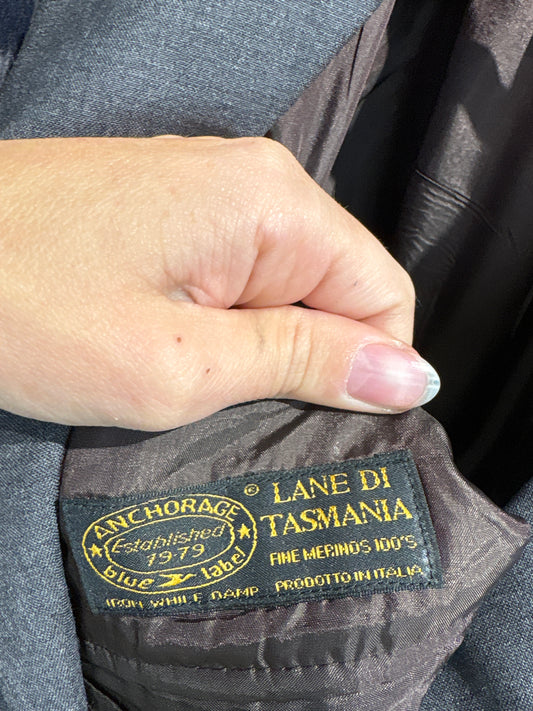 ANCHORAGE
Established
1979
blue label
©
LANE DI
TASMANIA
FINE MERINOS 100'S
IRON WHILE DAMP
PRODOTTO IN ITALIA